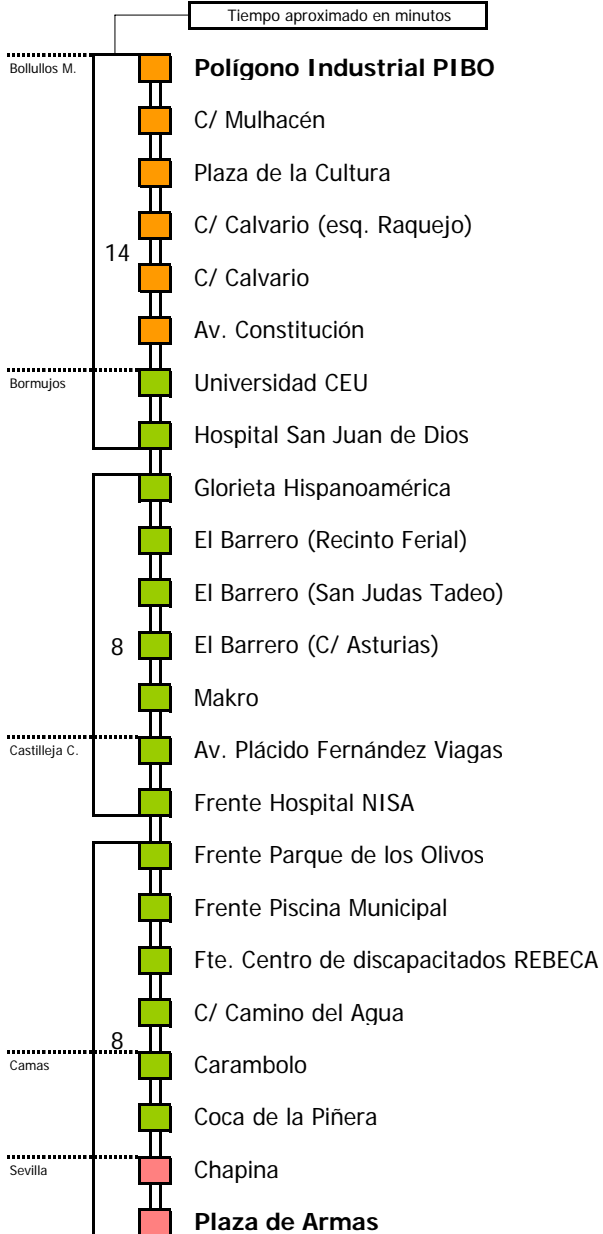 Tiempo aproximado en minutos
Bollullos M.
Polígono Industrial PIBO
C/ Mulhacén
Plaza de la Cultura
C/ Calvario (esq. Raquejo)
14
C/ Calvario
Av. Constitución
Bormujos
Universidad CEU
Hospital San Juan de Dios
Glorieta Hispanoamérica
El Barrero (Recinto Ferial)
El Barrero (San Judas Tadeo)
8
El Barrero (C/ Asturias)
Makro
Castilleja C.
Av. Plácido Fernández Viagas
Frente Hospital NISA
Frente Parque de los Olivos
Frente Piscina Municipal
Fte. Centro de discapacitados REBECA
C/ Camino del Agua
8
Camas
Carambolo
Coca de la Piñera
Sevilla
Chapina
Plaza de Armas